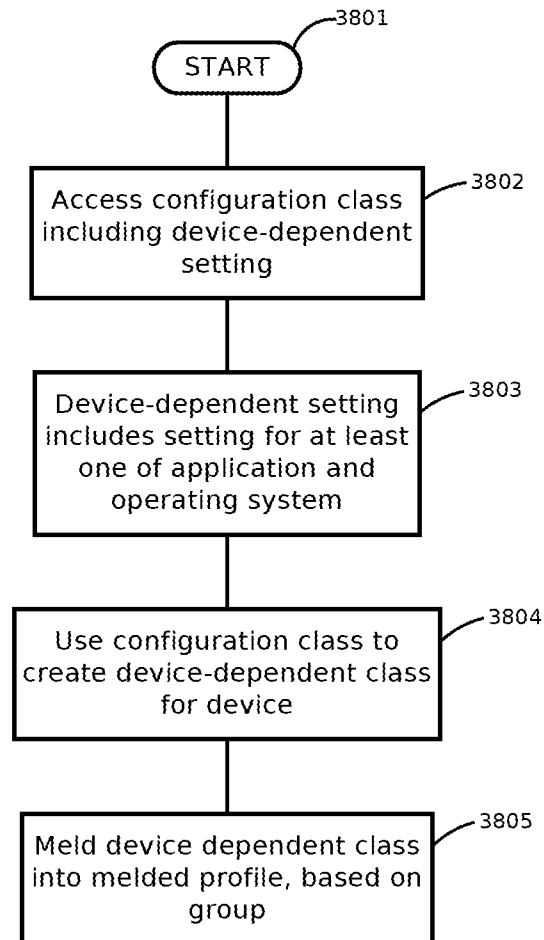 3801
START
3802
Access configuration class
including device-dependent
setting
3803
Device-dependent setting
includes setting for at least
one of application and
operating system
3804
Use configuration class to
create device-dependent class
for device
3805
Meld device dependent class
into melded profile, based on
group